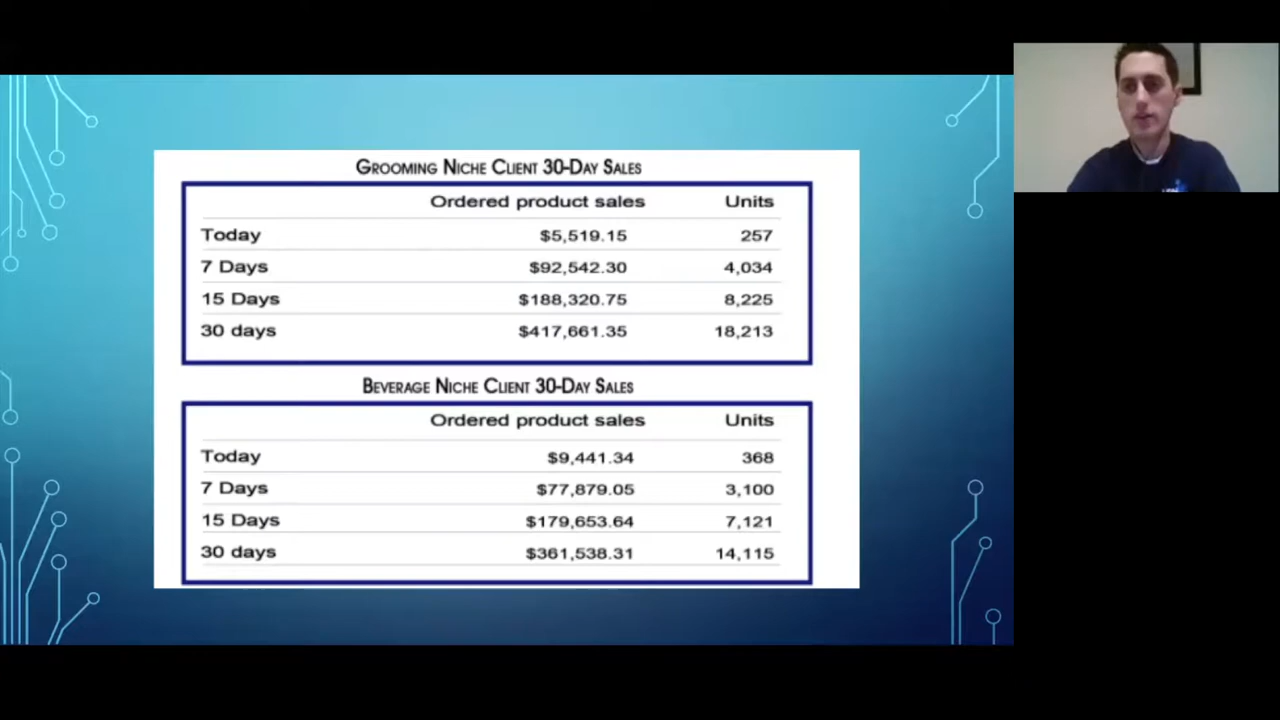 GROOMING NICHE CLIENT 30-DAY SALES
Ordered product sales Units
Today $5,519.15 257
7 Days $92,542.30 4,034
15 Days $188,320.75 8,225
30 days $417,661.35 18,213
BEVERAGE NICHE CLIENT 30-DAY SALES
Ordered product sales Units
Today $9,441.34 368
7 Days $77,879.05 3,100
15 Days $179,653.64 7,121
30 days $361,538.31 14,115